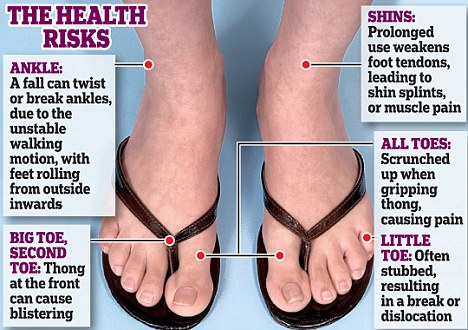 THE HEALTH
RISKS
ANKLE:
A fall can twist
or break ankles,
due to the
unstable
walking
motion, with
feet rolling
from outside
inwards
BIG TOE,
SECOND
TOE: Thong
at the front
can cause
blistering
SHINS:
Prolonged
use weakens
foot tendons,
leading to
shin splints,
or muscle pain
ALL TOES:
Scrunched
up when
gripping
thong,
causing pain
LITTLE
TOE: Often
stubbed,
resulting
in a break or
dislocation